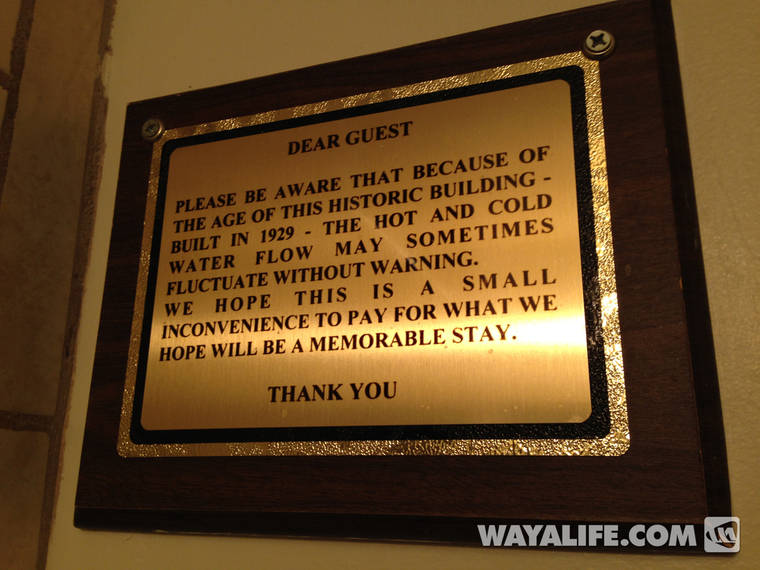 DEAR GUEST
PLEASE BE AWARE THAT BECAUSE OF
THE AGE OF THIS HISTORIC BUILDING -
BUILT IN 1929 - THE HOT AND COLD
WATER FLOW MAY SOMETIMES
FLUCTUATE WITHOUT WARNING.
WE HOPE THIS IS A SMALL
INCONVENIENCE TO PAY FOR WHAT WE
HOPE WILL BE A MEMORABLE STAY.
THANK YOU
WAYALIFE.COM